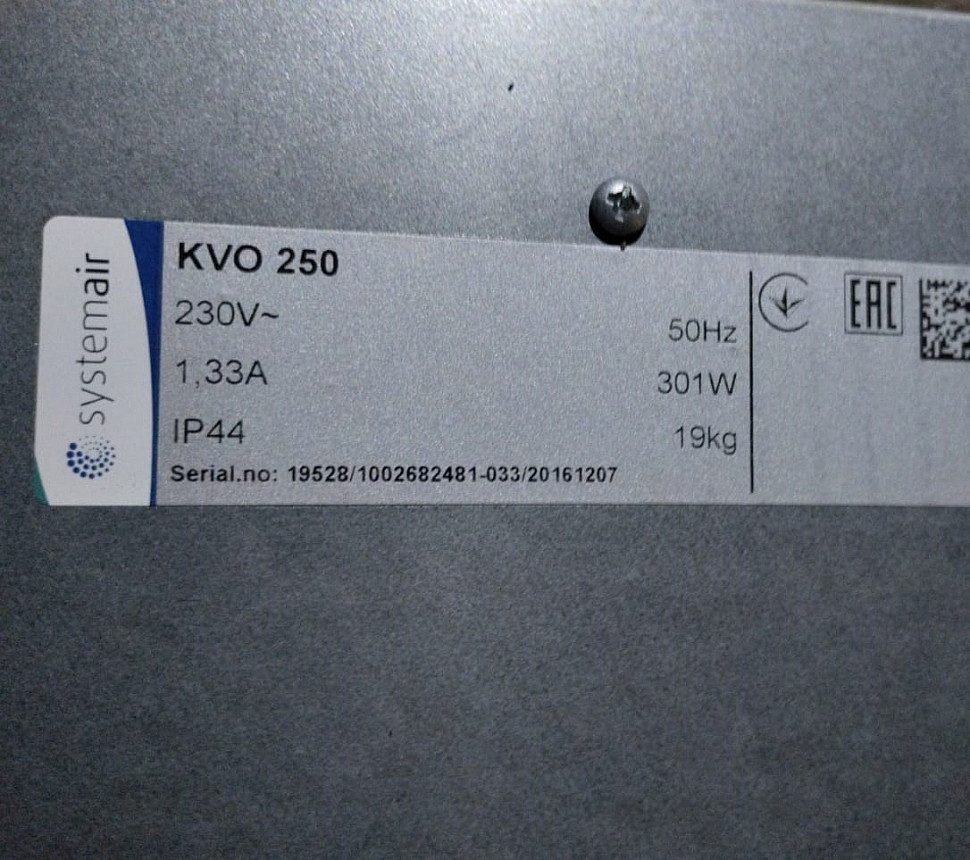 systemair
KVO 250
230V~
50Hz
1,33A
301W
IP44
19kg
Serial.no: 19528/1002682481-033/20161207
EAC